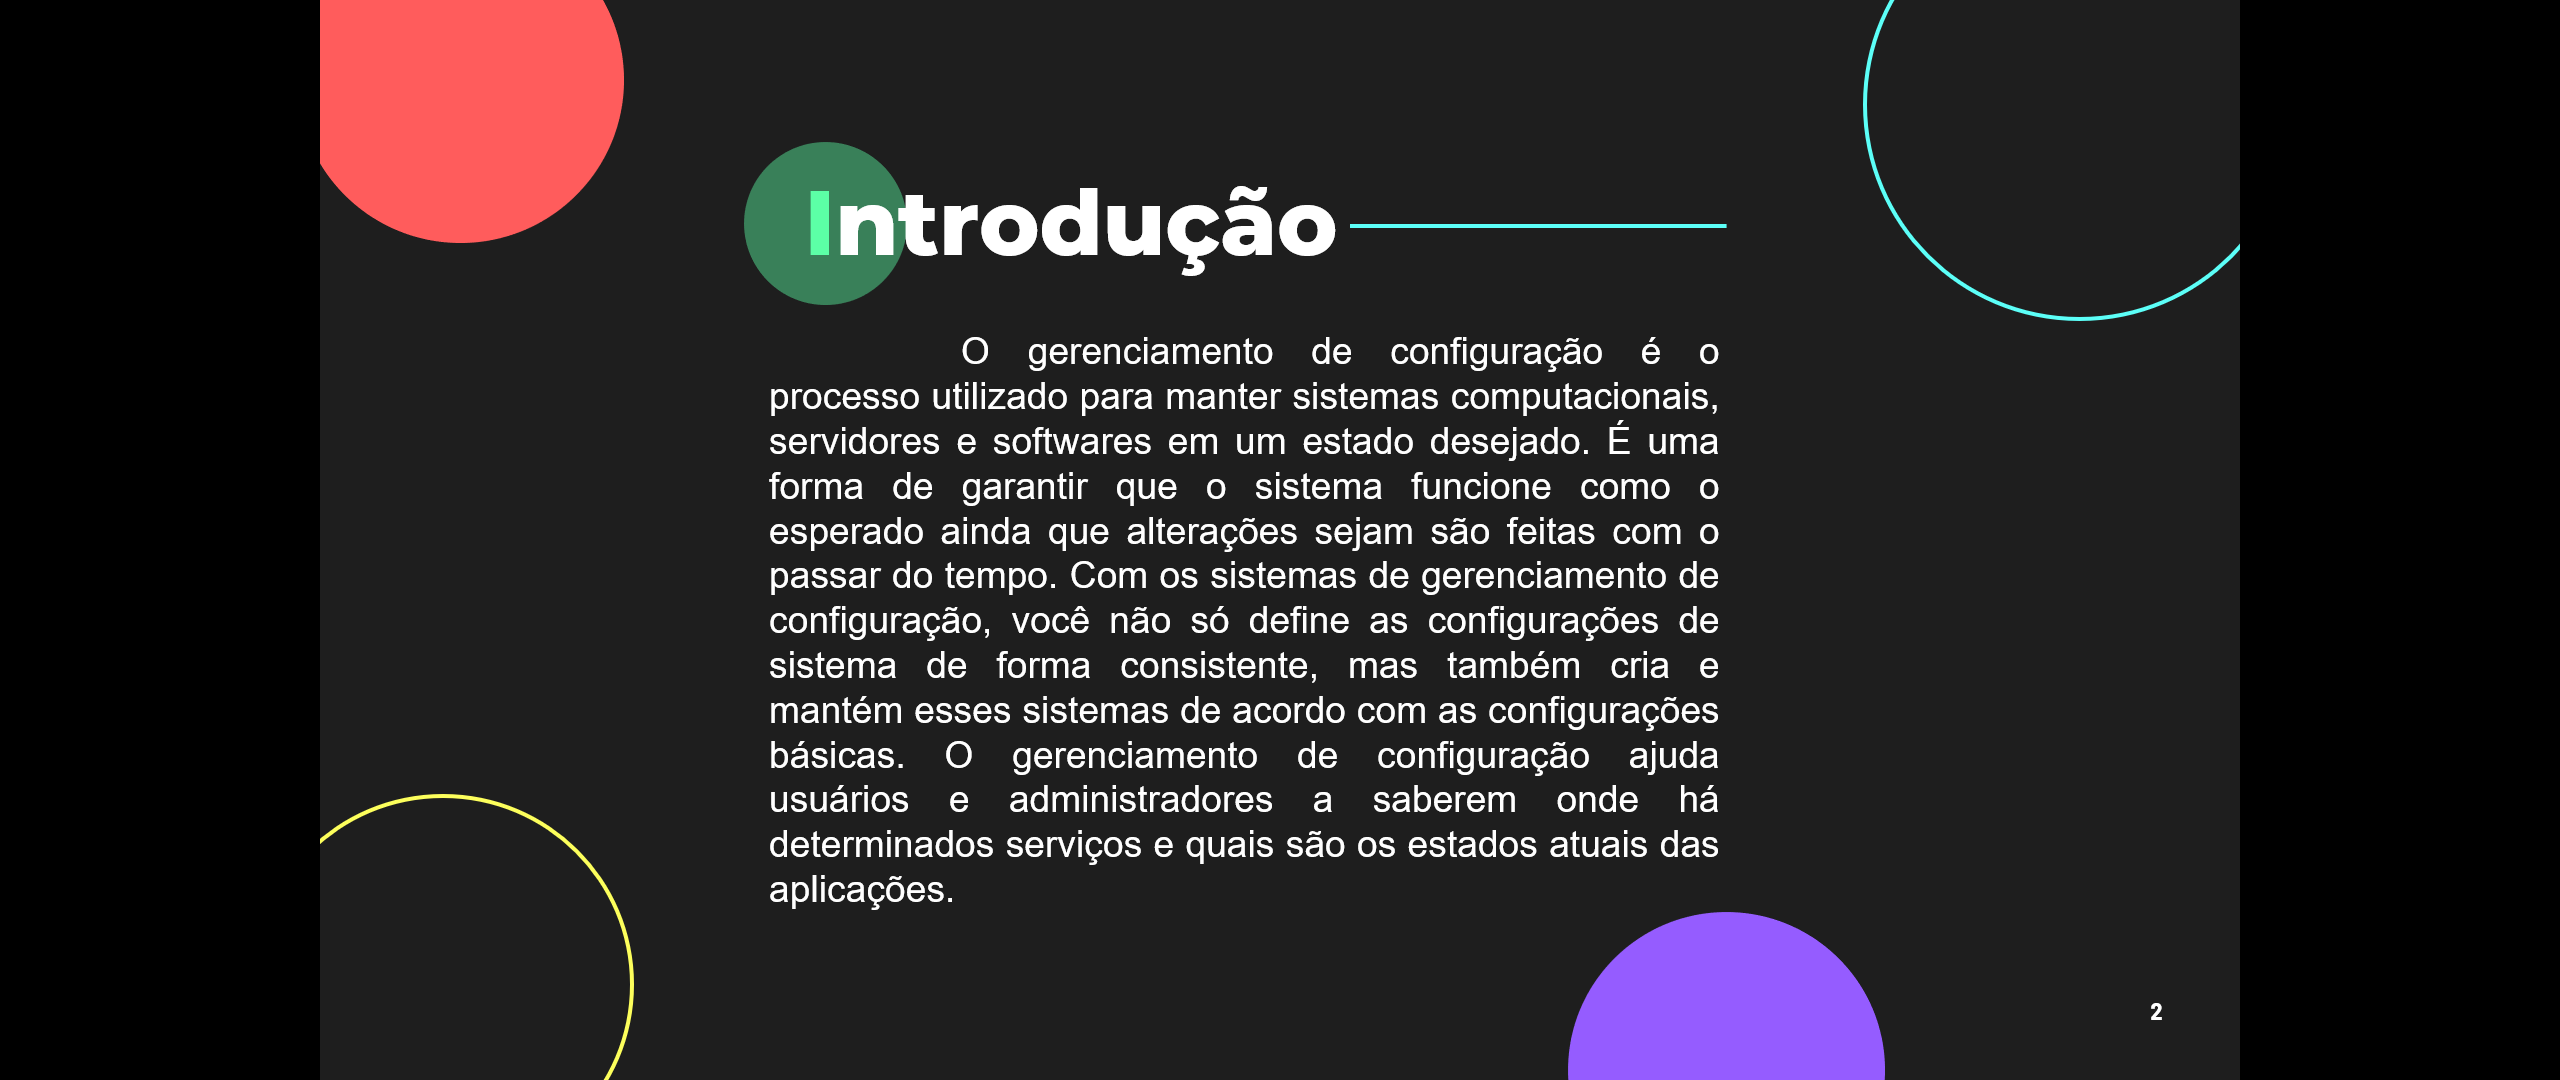 Introdução
O gerenciamento de configuração é o
processo utilizado para manter sistemas computacionais,
servidores e softwares em um estado desejado. É uma
forma de garantir que o sistema funcione como o
esperado ainda que alterações sejam são feitas com o
passar do tempo. Com os sistemas de gerenciamento de
configuração, você não só define as configurações de
sistema de forma consistente, mas também cria e
mantém esses sistemas de acordo com as configurações
básicas. O gerenciamento de configuração ajuda
usuários e administradores a saberem onde há
determinados serviços e quais são os estados atuais das
aplicações.
2